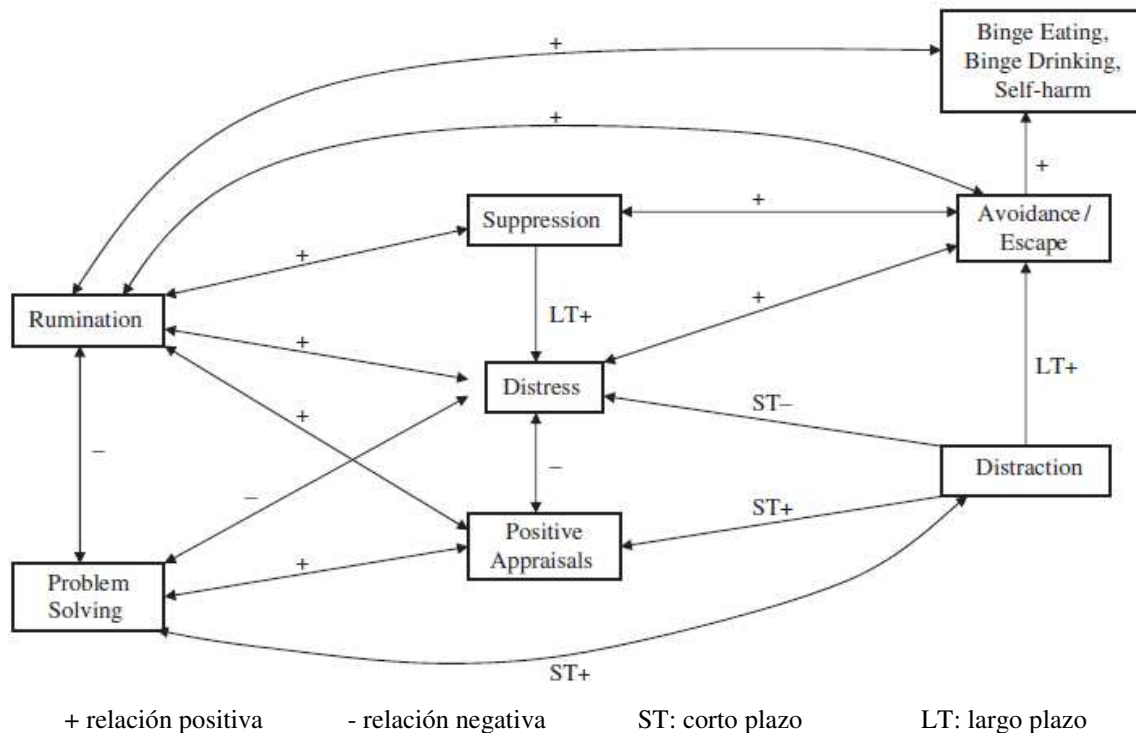 Binge Eating,
Binge Drinking,
Self-harm
+
+
+
Suppression
+
Avoidance /
Escape
+
+
Rumination
LT+
+
Distress
LT+
+
ST–
–
–
–
Distraction
ST+
Positive
Appraisals
+
Problem
Solving
ST+
+ relación positiva - relación negativa ST: corto plazo LT: largo plazo